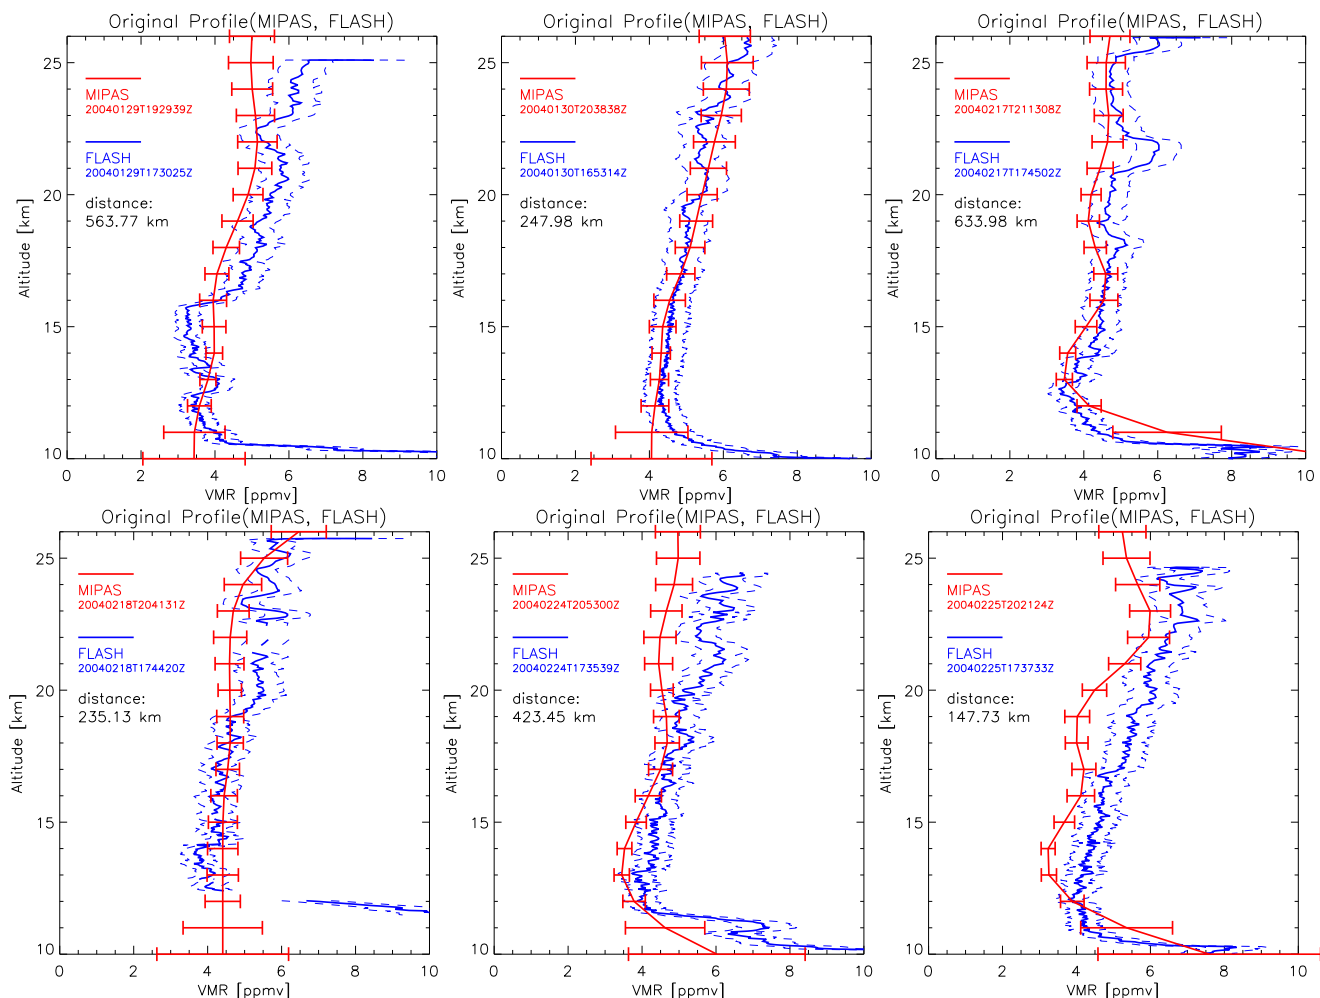 Original Profile(MIPAS, FLASH)
Altitude [km]
25
20
15
10
MIPAS
20040129T192939Z
FLASH
20040129T173025Z
distance:
563.77 km
0 2 4 6 8 10
VMR [ppmv]
Original Profile(MIPAS, FLASH)
Altitude [km]
25
20
15
10
MIPAS
20040130T203838Z
FLASH
20040130T165314Z
distance:
247.98 km
0 2 4 6 8 10
VMR [ppmv]
Original Profile(MIPAS, FLASH)
Altitude [km]
25
20
15
10
MIPAS
20040217T211308Z
FLASH
20040217T174502Z
distance:
633.98 km
0 2 4 6 8 10
VMR [ppmv]
Original Profile(MIPAS, FLASH)
Altitude [km]
25
20
15
10
MIPAS
20040218T204131Z
FLASH
20040218T174420Z
distance:
235.13 km
0 2 4 6 8 10
VMR [ppmv]
Original Profile(MIPAS, FLASH)
Altitude [km]
25
20
15
10
MIPAS
20040224T205300Z
FLASH
20040224T173539Z
distance:
423.45 km
0 2 4 6 8 10
VMR [ppmv]
Original Profile(MIPAS, FLASH)
Altitude [km]
25
20
15
10
MIPAS
20040225T202124Z
FLASH
20040225T173733Z
distance:
147.73 km
0 2 4 6 8 10
VMR [ppmv]